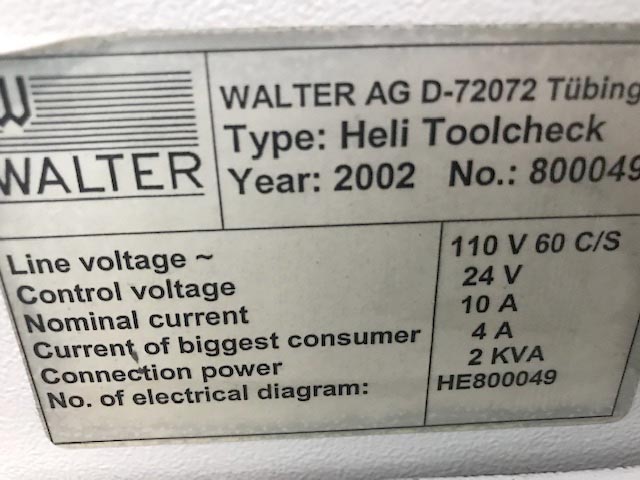 WALTER
WALTER AG D-72072 Tübing
Type: Heli Toolcheck
Year: 2002 No.: 800049
Line voltage ~ 110 V 60 C/S
Control voltage 24 V
Nominal current 10 A
Current of biggest consumer 4 A
Connection power 2 KVA
No. of electrical diagram: HE800049